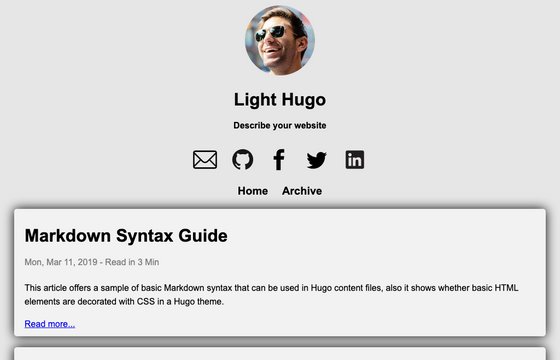 Light Hugo
Describe your website
in
Home Archive
Markdown Syntax Guide
Mon, Mar 11, 2019 - Read in 3 Min
This article offers a sample of basic Markdown syntax that can be used in Hugo content files, also it shows whether basic HTML
elements are decorated with CSS in a Hugo theme.
Read more...